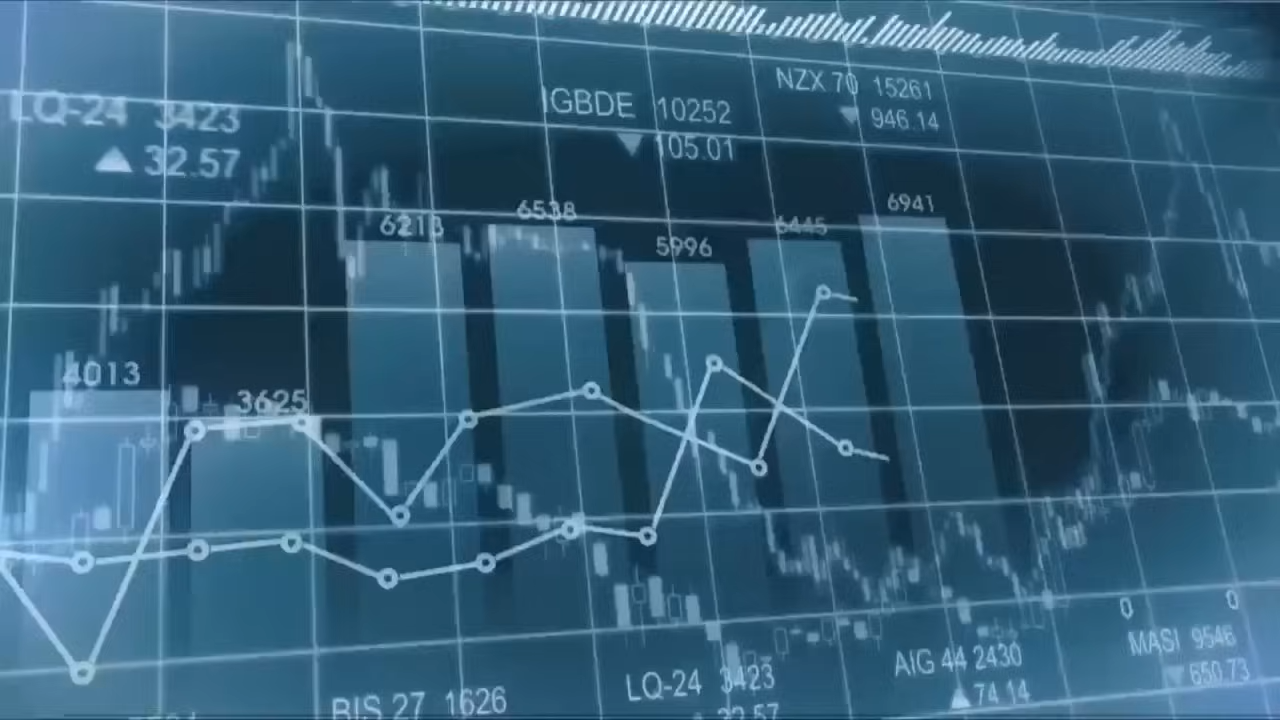 NZX 70 15261
946.14
IGBDE 10252
105.01
LQ-24 3423
32.57
6941
6538
6213
6445
5996
4013
3625
0 0
MASI 9546
650.73
AIG 44 2430
74.14
LQ-24 3423
32.57
BIS 27 1626